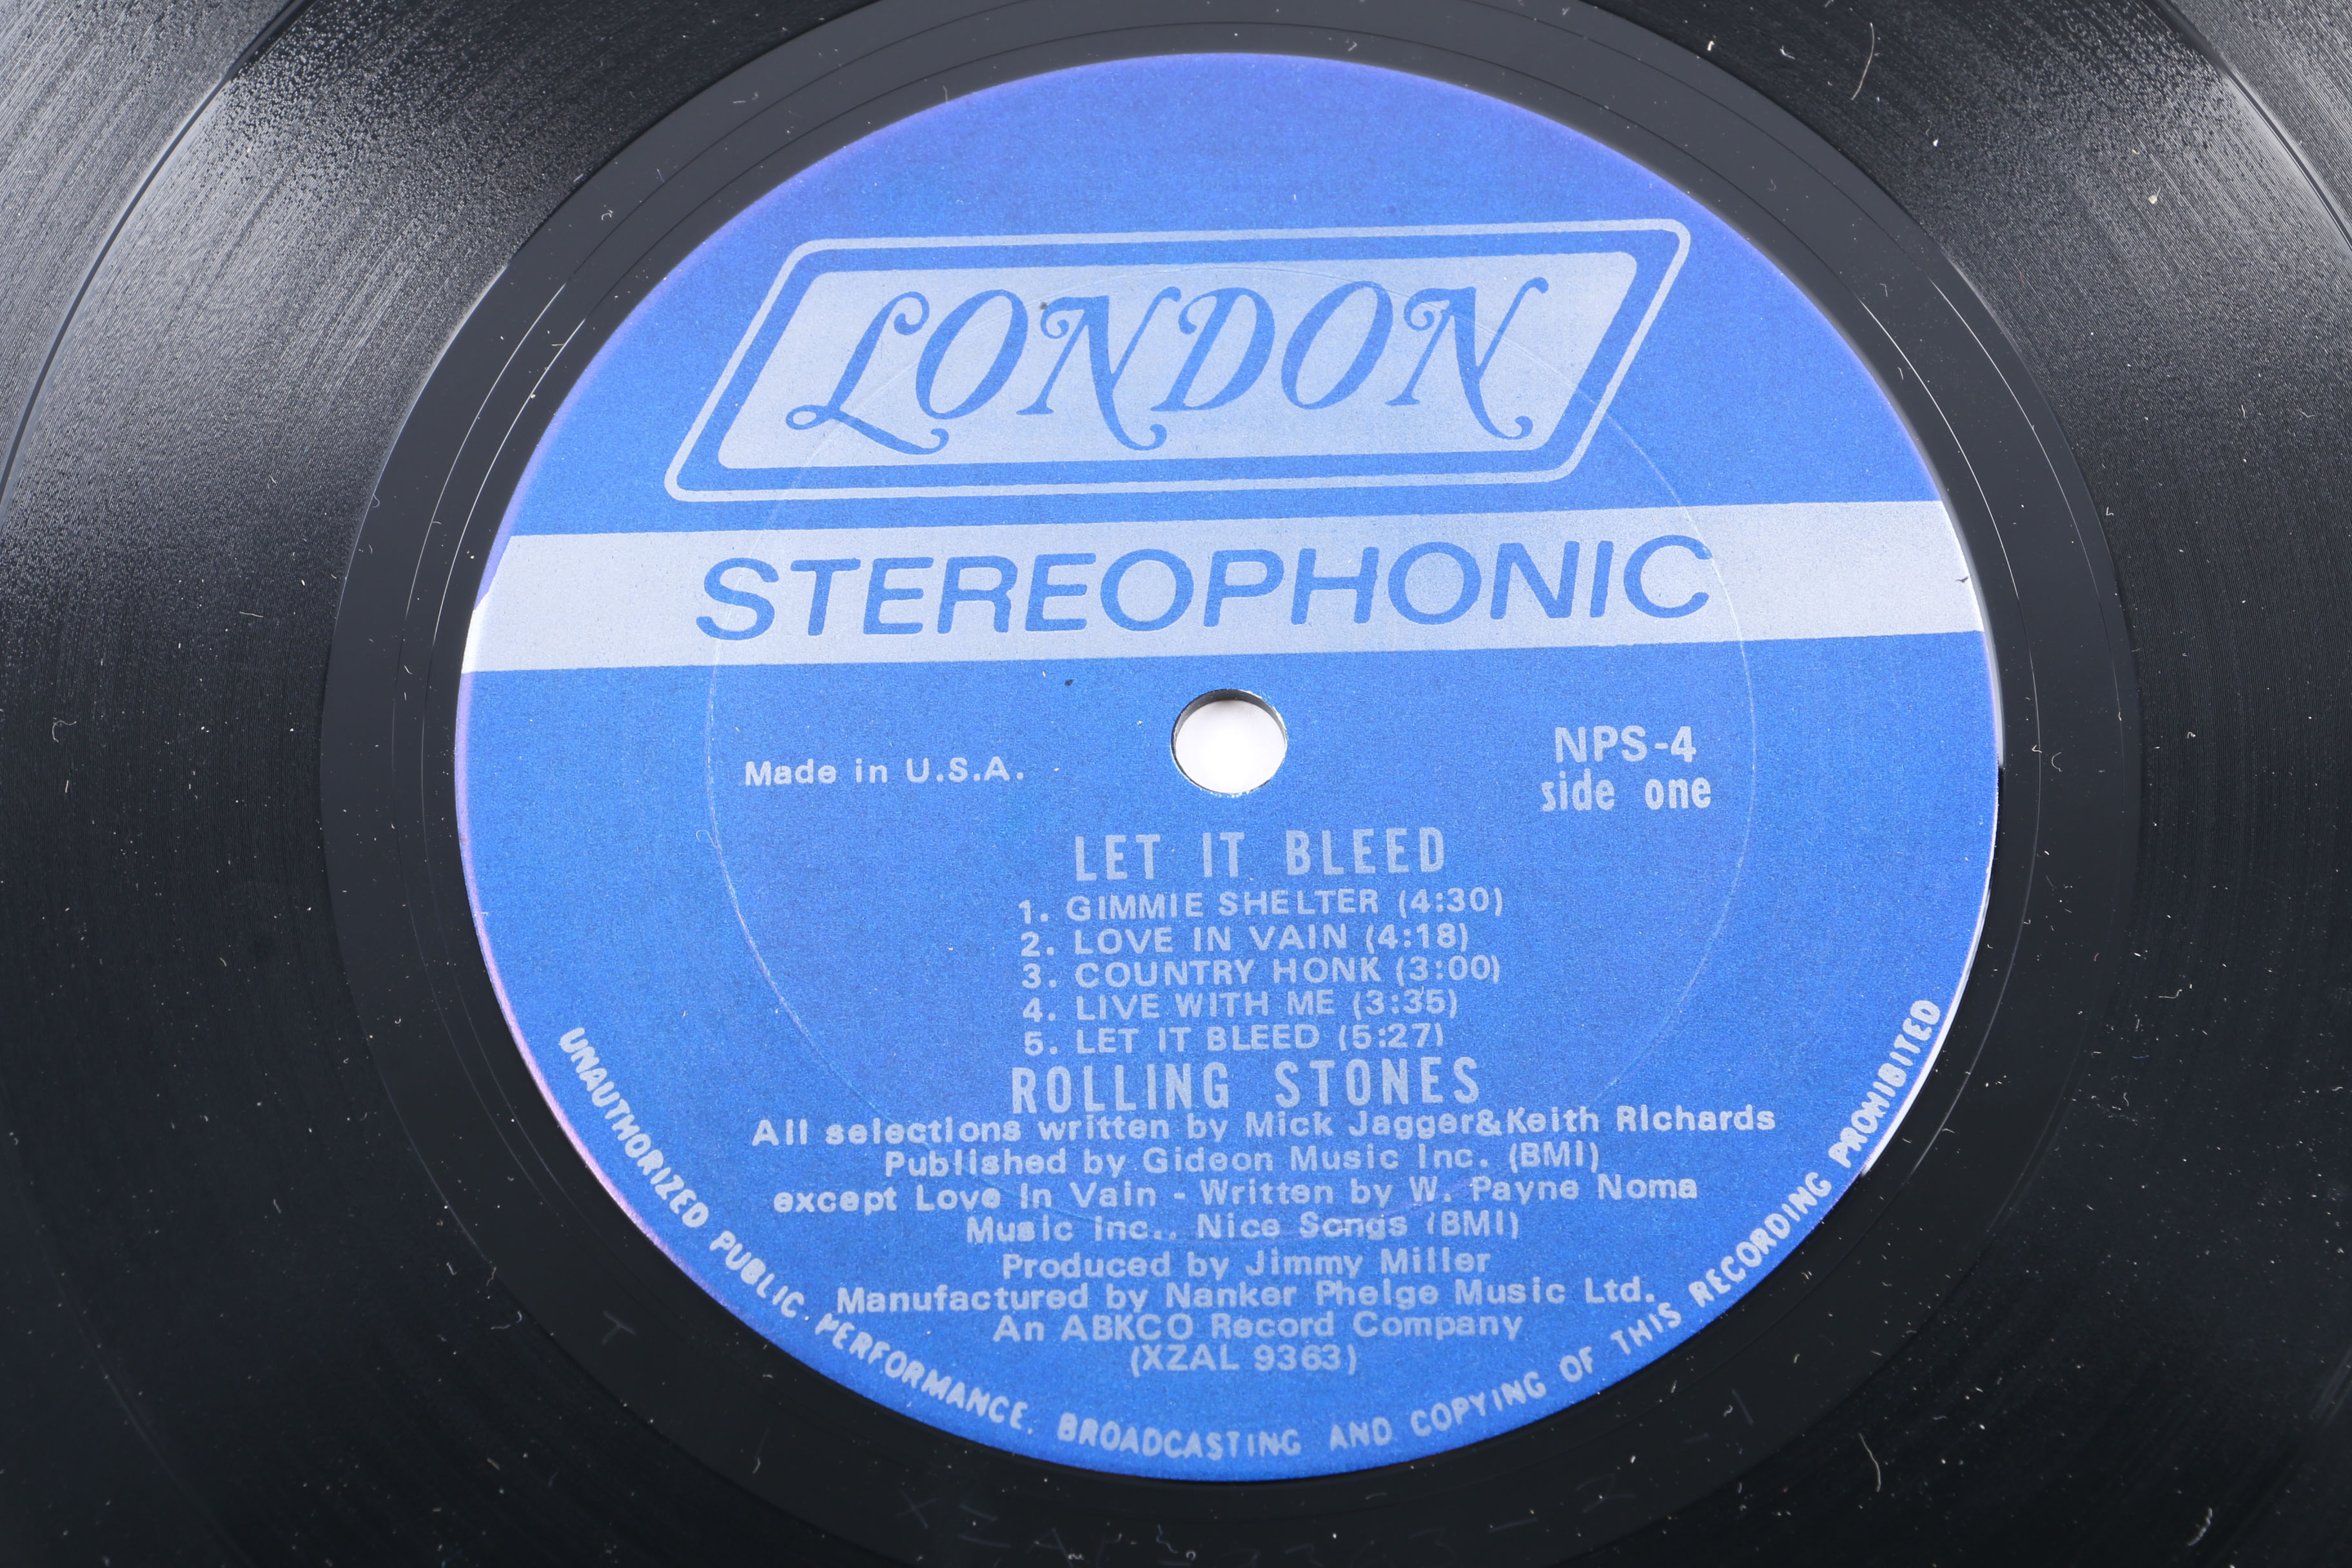 LONDON
STEREOPHONIC
Made in U.S.A.
NPS-4
side one
LET IT BLEED
1. GIMMIE SHELTER (4:30)
2. LOVE IN VAIN (4:18)
3. COUNTRY HONK (3:00)
4. LIVE WITH ME (3:35)
5. LET IT BLEED (5:27)
ROLLING STONES
All selections written by Mick Jagger&Keith Richards
Published by Gideon Music Inc. (BMI)
except Love In Vain - Written by W. Payne Noma
Music Inc., Nice Songs (BMI)
Produced by Jimmy Miller
Manufactured by Nanker Phelge Music Ltd.
An ABKCO Record Company
(XZAL 9363)
UNAUTHORIZED PUBLIC. PERFORMANCE. BROADCASTING AND COPYING OF THIS RECORDING PROHIBITED